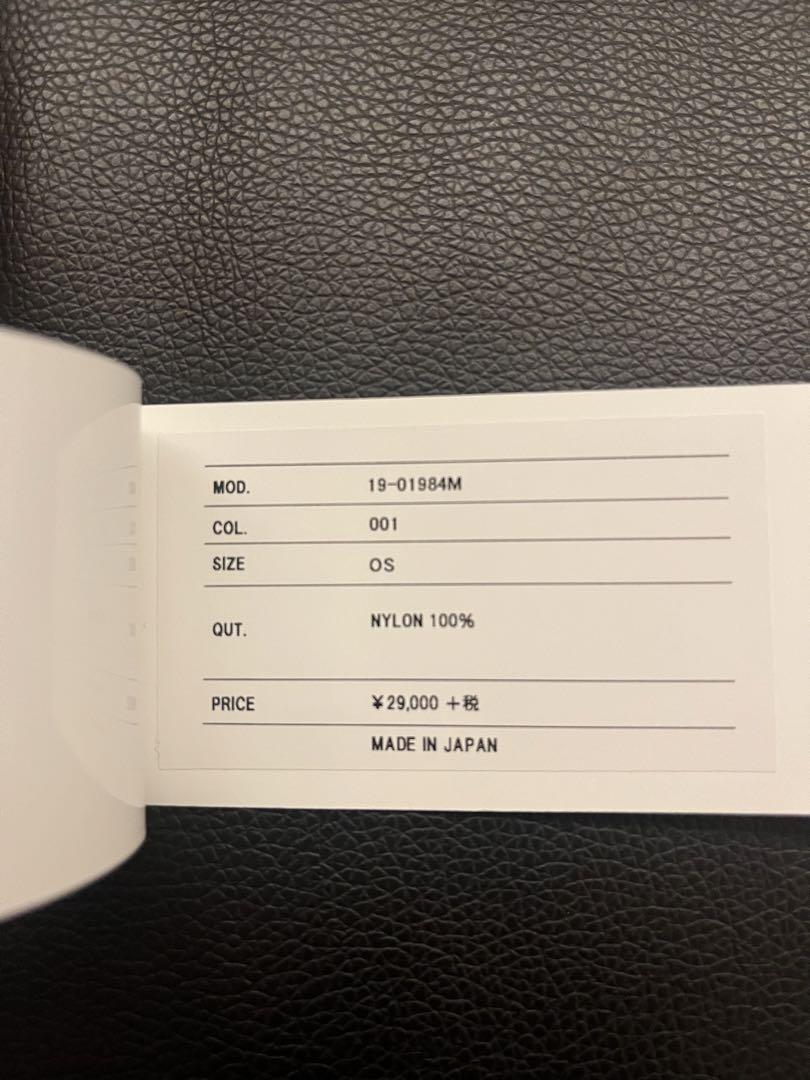 MOD. 19-01984M
COL. 001
SIZE OS
QUT. NYLON 100%
PRICE ¥29,000 +税
MADE IN JAPAN